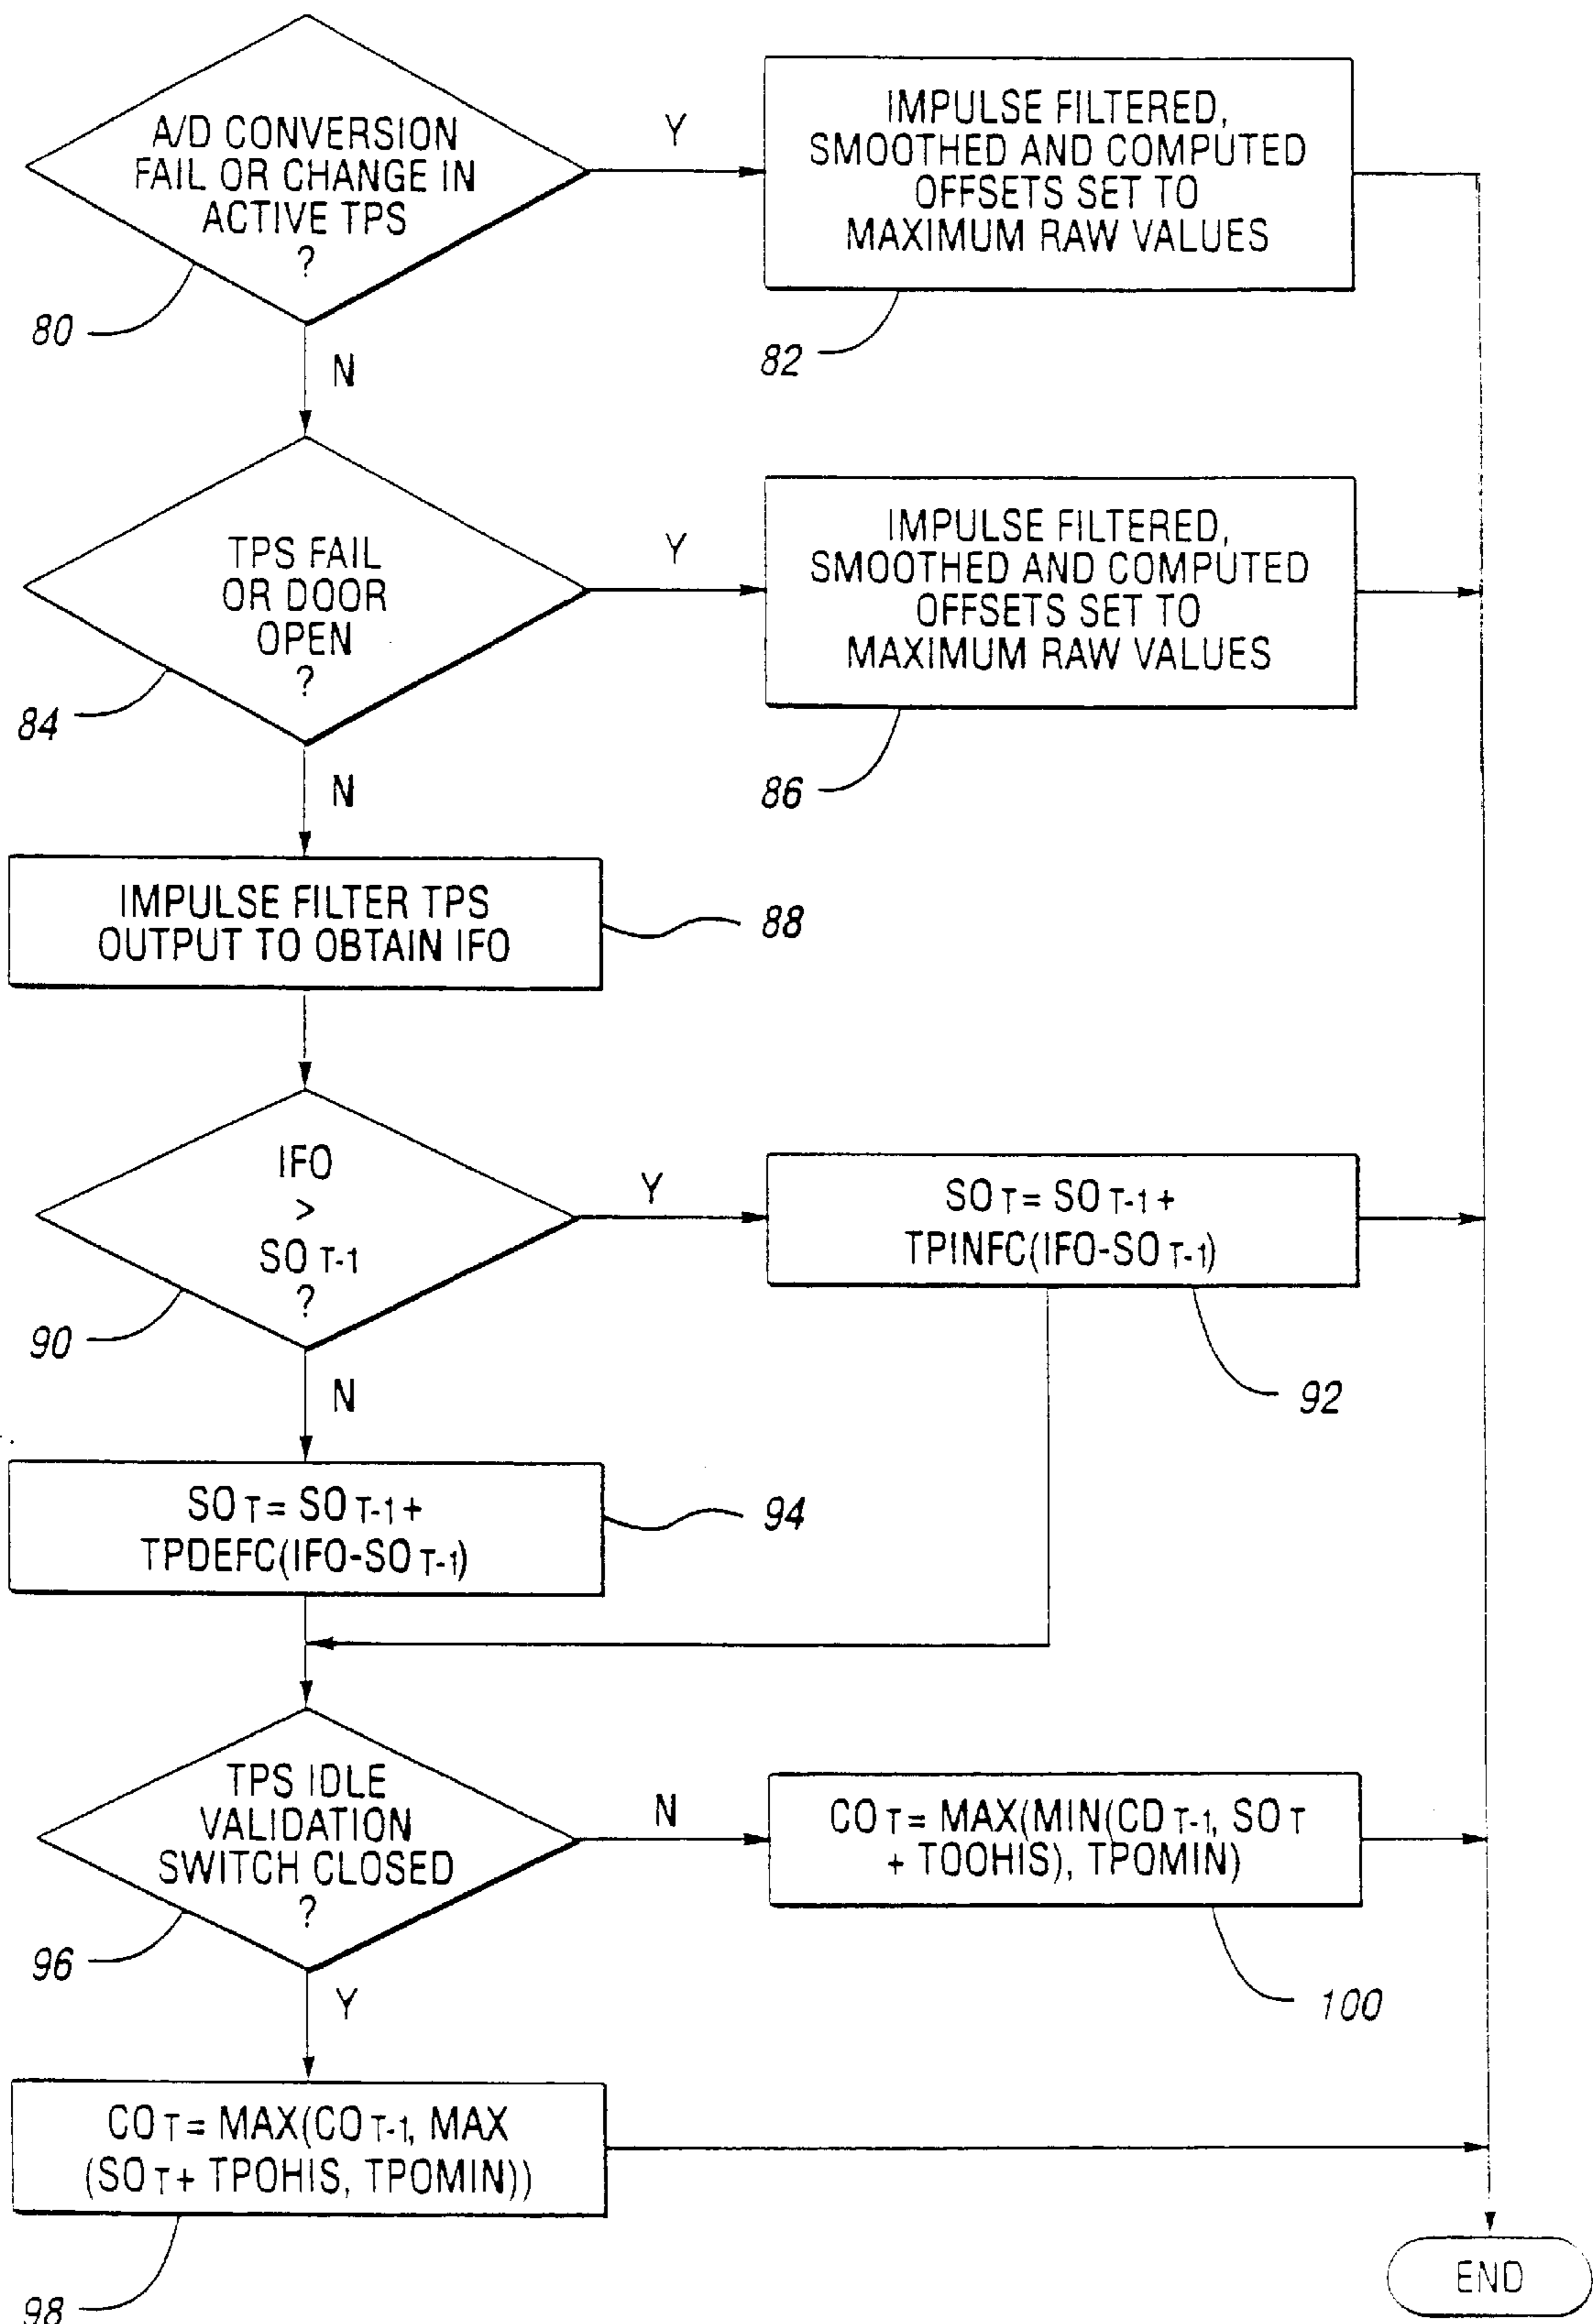 A/D CONVERSION
FAIL OR CHANGE IN
ACTIVE TPS
?
80
Y
IMPULSE FILTERED,
SMOOTHED AND COMPUTED
OFFSETS SET TO
MAXIMUM RAW VALUES
82
N
TPS FAIL
OR DOOR
OPEN
?
84
Y
IMPULSE FILTERED,
SMOOTHED AND COMPUTED
OFFSETS SET TO
MAXIMUM RAW VALUES
86
N
IMPULSE FILTER TPS
OUTPUT TO OBTAIN IFO
88
IFO
>
SO T-1
?
90
Y
SO T = SO T-1 +
TPINFC(IFO-SO T-1)
92
N
SO T = SO T-1 +
TPDEFC(IFO-SO T-1)
94
TPS IDLE
VALIDATION
SWITCH CLOSED
?
96
N
CO T = MAX(MIN(CD T-1, SO T
+ TOOHIS), TPOMIN)
100
Y
CO T = MAX(CO T-1, MAX
(SO T + TPOHIS, TPOMIN))
98
END